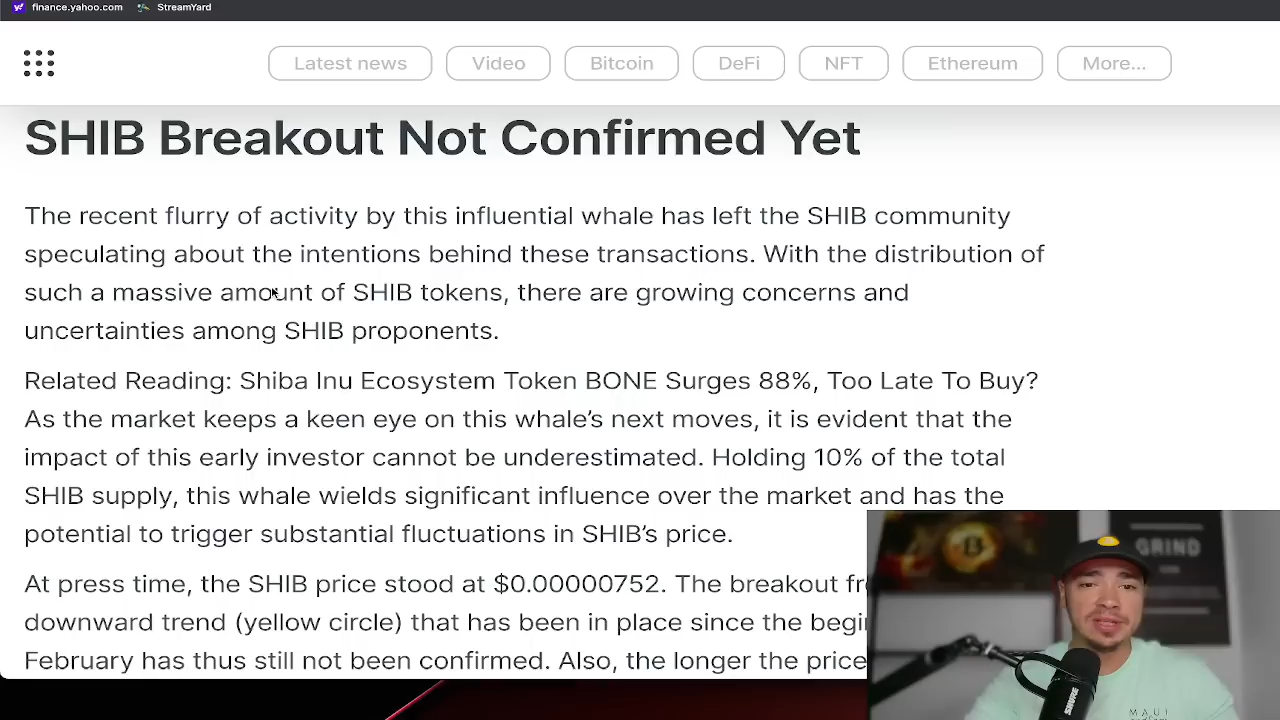 finance.yahoo.com StreamYard
Latest news Video Bitcoin DeFi NFT Ethereum More...
SHIB Breakout Not Confirmed Yet
The recent flurry of activity by this influential whale has left the SHIB community
speculating about the intentions behind these transactions. With the distribution of
such a massive amount of SHIB tokens, there are growing concerns and
uncertainties among SHIB proponents.
Related Reading: Shiba Inu Ecosystem Token BONE Surges 88%, Too Late To Buy?
As the market keeps a keen eye on this whale’s next moves, it is evident that the
impact of this early investor cannot be underestimated. Holding 10% of the total
SHIB supply, this whale wields significant influence over the market and has the
potential to trigger substantial fluctuations in SHIB’s price.
At press time, the SHIB price stood at $0.00000752. The breakout
downward trend (yellow circle) that has been in place since the
February has thus still not been confirmed. Also, the longer the price
GRIND
SHURE
MAUI